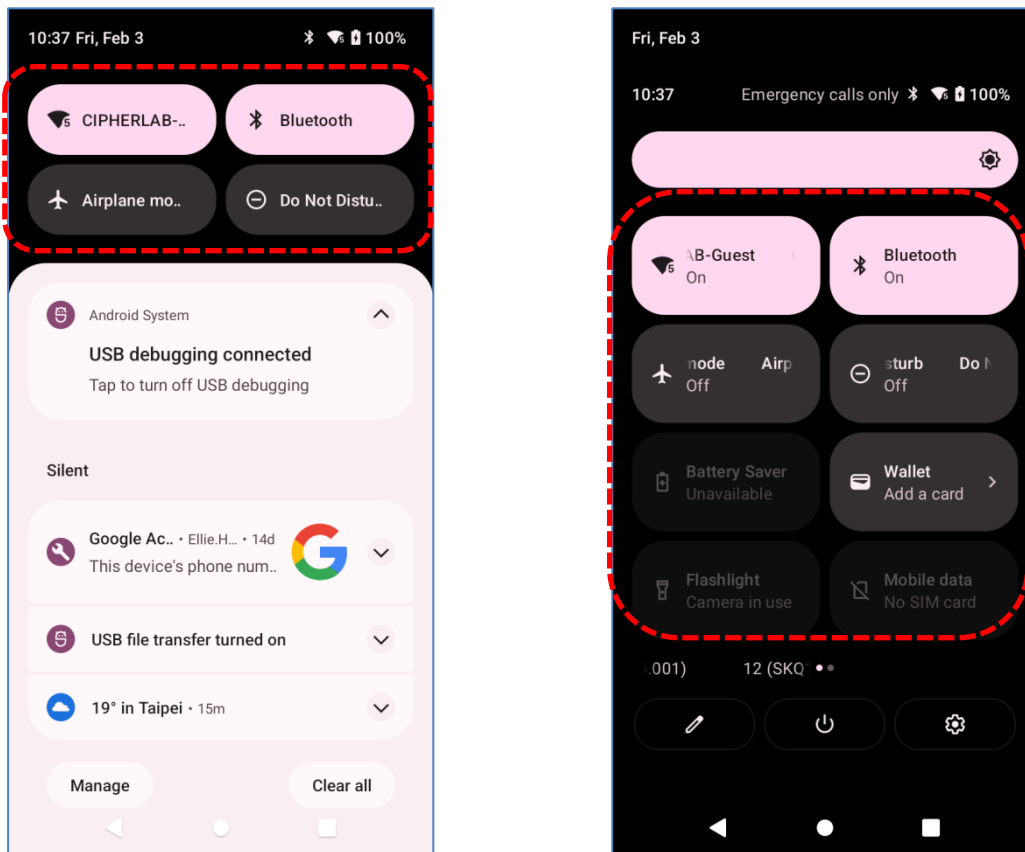 10:37 Fri, Feb 3 100%
CIPHERLAB-.. Bluetooth
Airplane mo.. Do Not Distu..
Android System
USB debugging connected
Tap to turn off USB debugging
Silent
Google Ac.. • Ellie.H... • 14d
This device's phone num..
USB file transfer turned on
19° in Taipei • 15m
Manage Clear all
Fri, Feb 3
10:37 Emergency calls only 100%
AB-Guest Bluetooth
On On
mode Airp sturb Do N
Off Off
Battery Saver Wallet
Unavailable Add a card
Flashlight Mobile data
Camera in use No SIM card
.001) 12 (SKQ